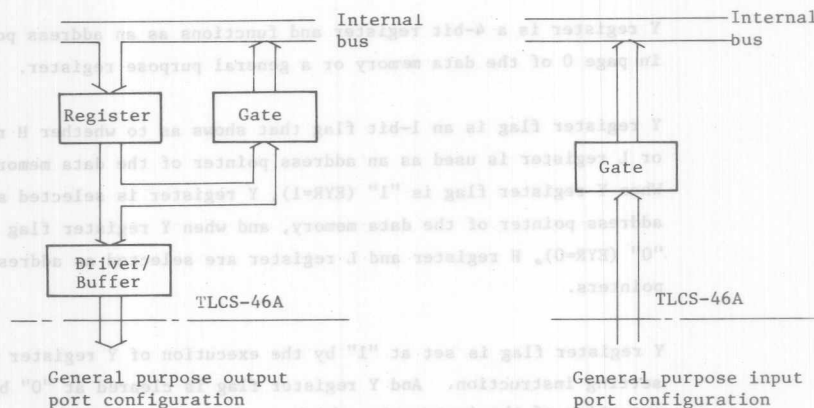 Internal
bus
Register
Gate
Driver/
Buffer
TLCS-46A
General purpose output
port configuration
Internal
bus
Gate
TLCS-46A
General purpose input
port configuration
Y register is a 4-bit register and functions as an address po
in page 0 of the data memory or a general purpose register.
Y register flag is an 1-bit flag that shows as to whether H r
or L register is used as an address pointer of the data memor
When Y register flag is "1" (EYR=1), Y register is selected a
address pointer of the data memory, and when Y register flag
"0" (EYR=0), H register and L register are selected as address
pointers.
Y register flag is set at "1" by the execution of Y register
setting instruction. And Y register flag is cleared at "0" b